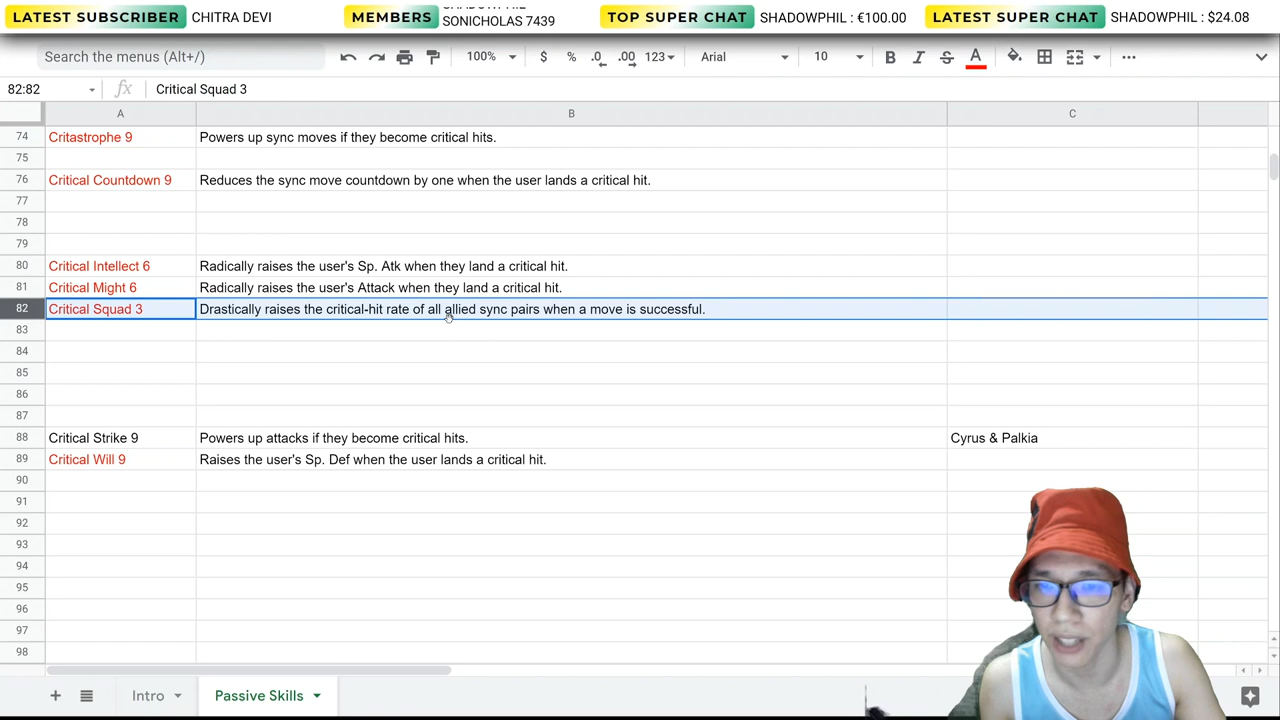 LATEST SUBSCRIBER CHITRA DEVI MEMBERS SONICHOLAS 7439 TOP SUPER CHAT SHADOWPHIL : €100.00 LATEST SUPER CHAT SHADOWPHIL : $24.08
Search the menus (Alt+/) 100% $ % .0 .00 123 Arial 10 B I S A
82:82 fx Critical Squad 3
A B C
74 Critastrophe 9 Powers up sync moves if they become critical hits.
75
76 Critical Countdown 9 Reduces the sync move countdown by one when the user lands a critical hit.
77
78
79
80 Critical Intellect 6 Radically raises the user's Sp. Atk when they land a critical hit.
81 Critical Might 6 Radically raises the user's Attack when they land a critical hit.
82 Critical Squad 3 Drastically raises the critical-hit rate of all allied sync pairs when a move is successful.
83
84
85
86
87
88 Critical Strike 9 Powers up attacks if they become critical hits. Cyrus & Palkia
89 Critical Will 9 Raises the user's Sp. Def when the user lands a critical hit.
90
91
92
93
94
95
96
97
98
Intro Passive Skills